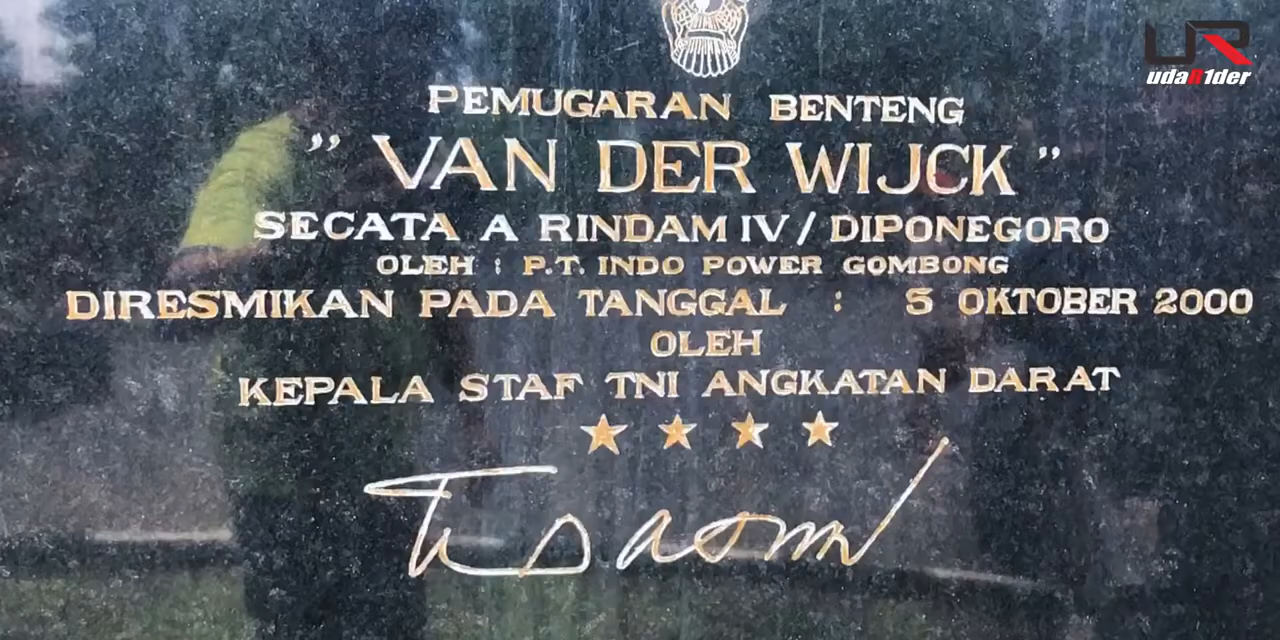 UR
udaR1der
PEMUGARAN BENTENG
" VAN DER WIJCK "
SECATA A RINDAM IV / DIPONEGORO
OLEH : P.T. INDO POWER GOMBONG
DIRESMIKAN PADA TANGGAL : 5 OKTOBER 2000
OLEH
KEPALA STAF TNI ANGKATAN DARAT